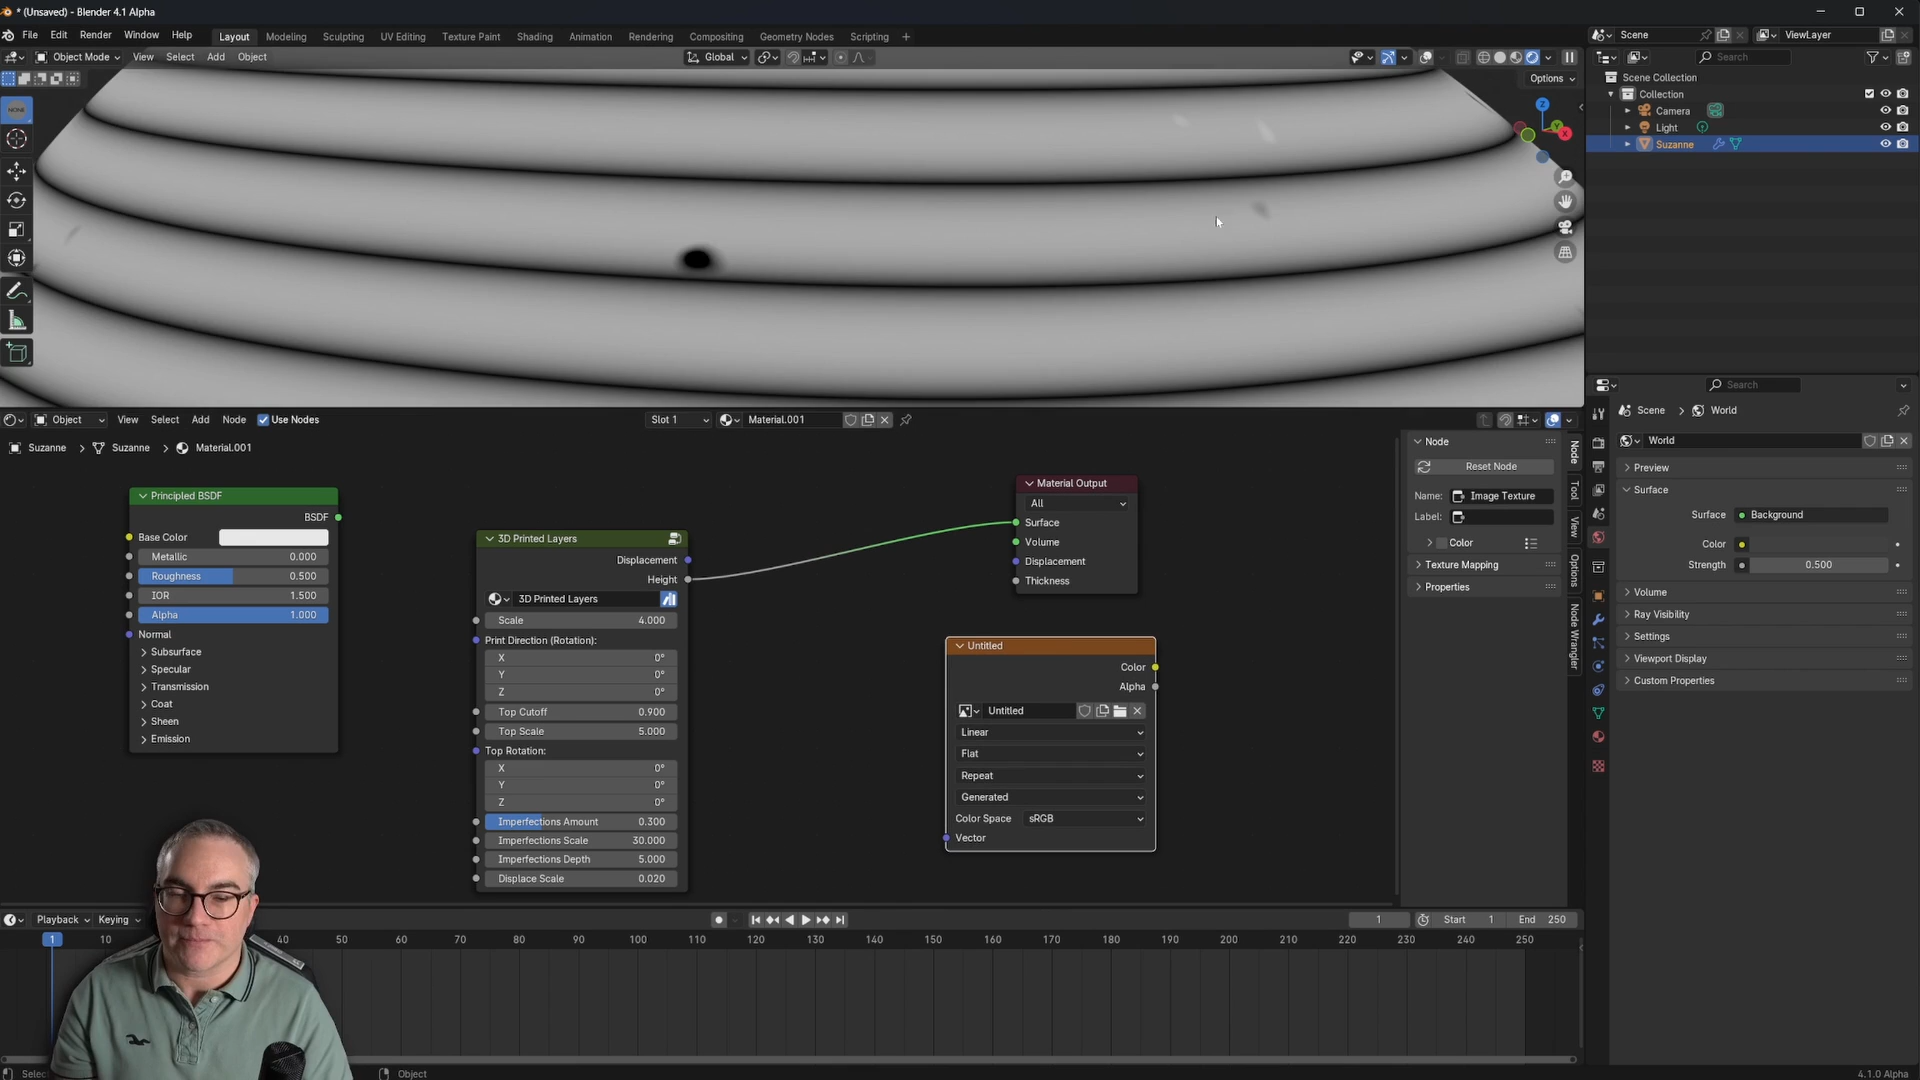 * (Unsaved) - Blender 4.1 Alpha
File Edit Render Window Help Layout Modeling Sculpting UV Editing Texture Paint Shading Animation Rendering Compositing Geometry Nodes Scripting +
Scene ViewLayer
Object Mode View Select Add Object Global
Search
Options
Scene Collection
Collection
Camera
Light
Suzanne
NONE
Z
Y
X
Search
Scene > World
World
Preview
Surface
Surface Background
Color
Strength 0.500
Volume
Ray Visibility
Settings
Viewport Display
Custom Properties
Object View Select Add Node Use Nodes Slot 1 Material.001
Suzanne > Suzanne > Material.001
Principled BSDF
BSDF
Base Color
Metallic 0.000
Roughness 0.500
IOR 1.500
Alpha 1.000
Normal
Subsurface
Specular
Transmission
Coat
Sheen
Emission
3D Printed Layers
Displacement
Height
3D Printed Layers
Scale 4.000
Print Direction (Rotation):
X 0°
Y 0°
Z 0°
Top Cutoff 0.900
Top Scale 5.000
Top Rotation:
X 0°
Y 0°
Z 0°
Imperfections Amount 0.300
Imperfections Scale 30.000
Imperfections Depth 5.000
Displace Scale 0.020
Material Output
All
Surface
Volume
Displacement
Thickness
Untitled
Color
Alpha
Untitled
Linear
Flat
Repeat
Generated
Color Space sRGB
Vector
Node
Reset Node
Name: Image Texture
Label:
Color
Texture Mapping
Properties
Node
Tool
View
Options
Node Wrangler
Playback Keying
1 Start 1 End 250
1 10 40 50 60 70 80 90 100 110 120 130 140 150 160 170 180 190 200 210 220 230 240 250
Selec Object 4.1.0 Alpha